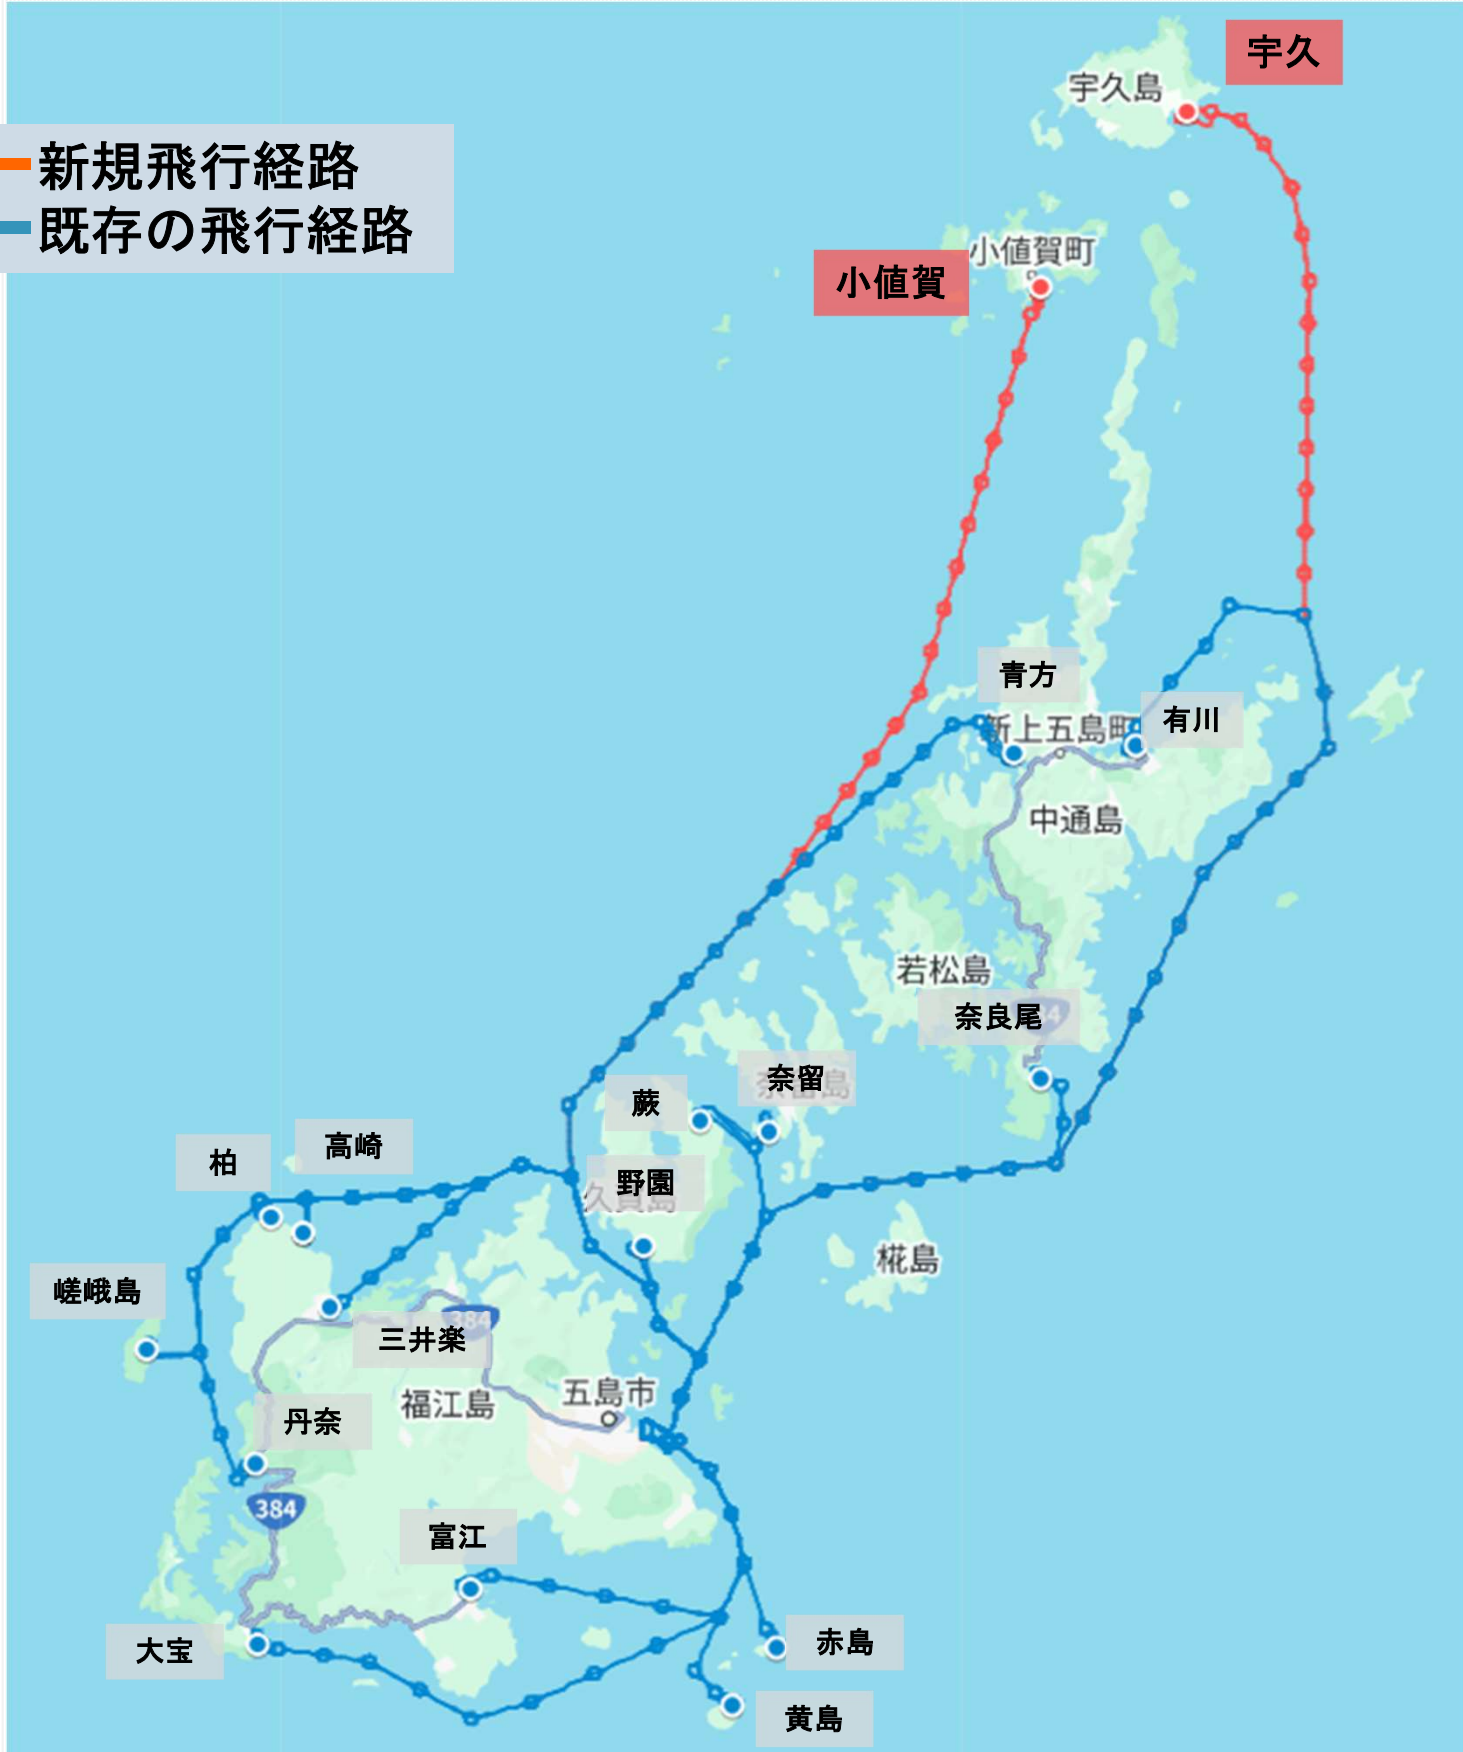 宇久
宇久島
新規飛行経路
既存の飛行経路
小値賀町
小値賀
青方
有川
新上五島町
中通島
若松島
奈良尾
奈留
蕨
高崎
柏
野園
久賀島
椛島
嵯峨島
384
三井楽
福江島
五島市
丹奈
384
富江
大宝
赤島
黄島